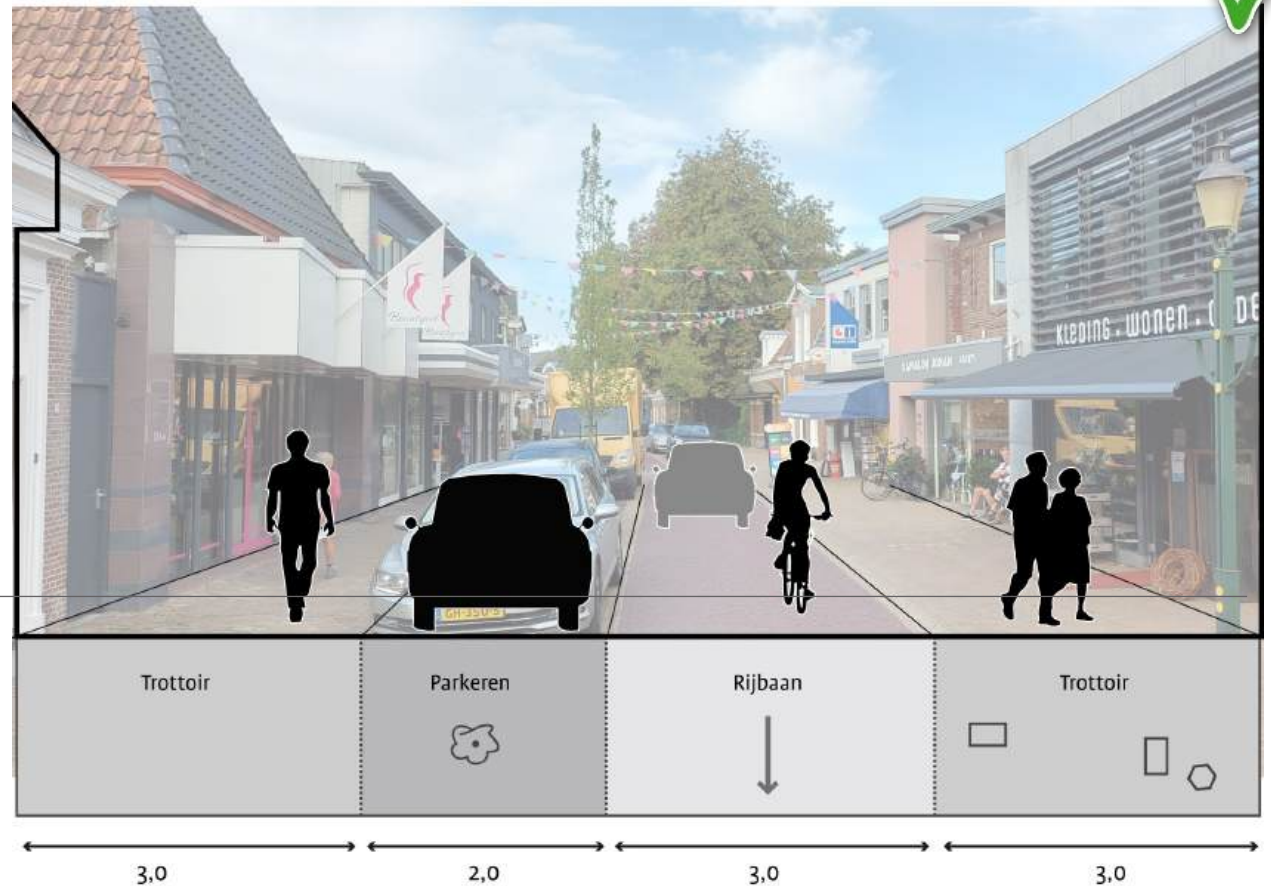 KLEDING . WONEN .
Trottoir
Parkeren
Rijbaan
Trottoir
3,0
2,0
3,0
3,0